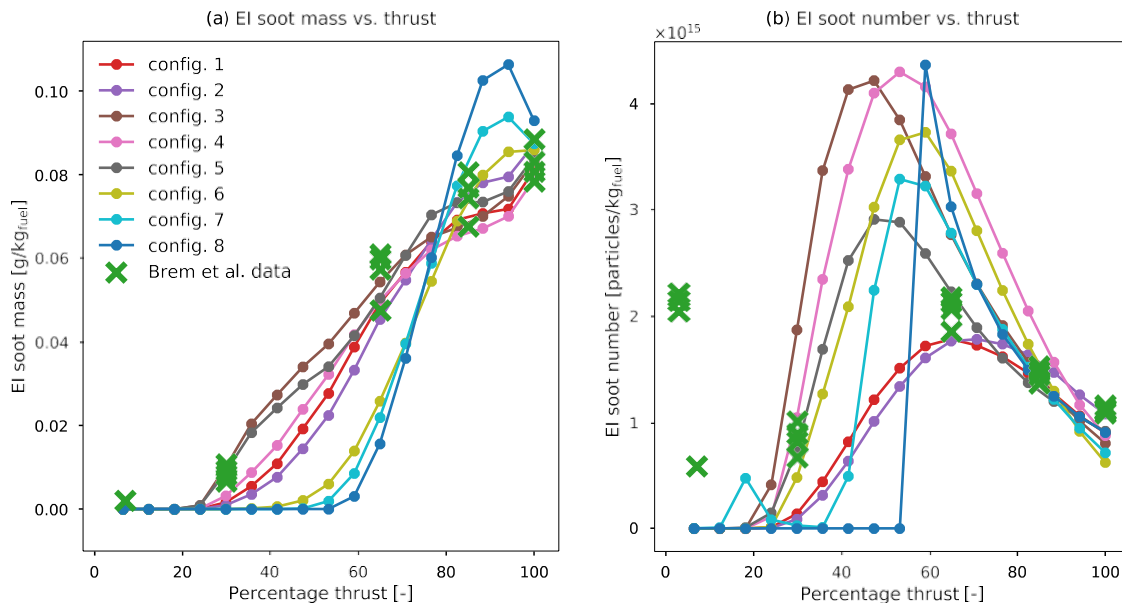 (a) EI soot mass vs. thrust
EI soot mass [g/kg_fuel]
0.10
0.08
0.06
0.04
0.02
0.00
config. 1
config. 2
config. 3
config. 4
config. 5
config. 6
config. 7
config. 8
Brem et al. data
0 20 40 60 80 100
Percentage thrust [-]
(b) EI soot number vs. thrust
×10¹⁵
EI soot number [particles/kg_fuel]
4
3
2
1
0
0 20 40 60 80 100
Percentage thrust [-]